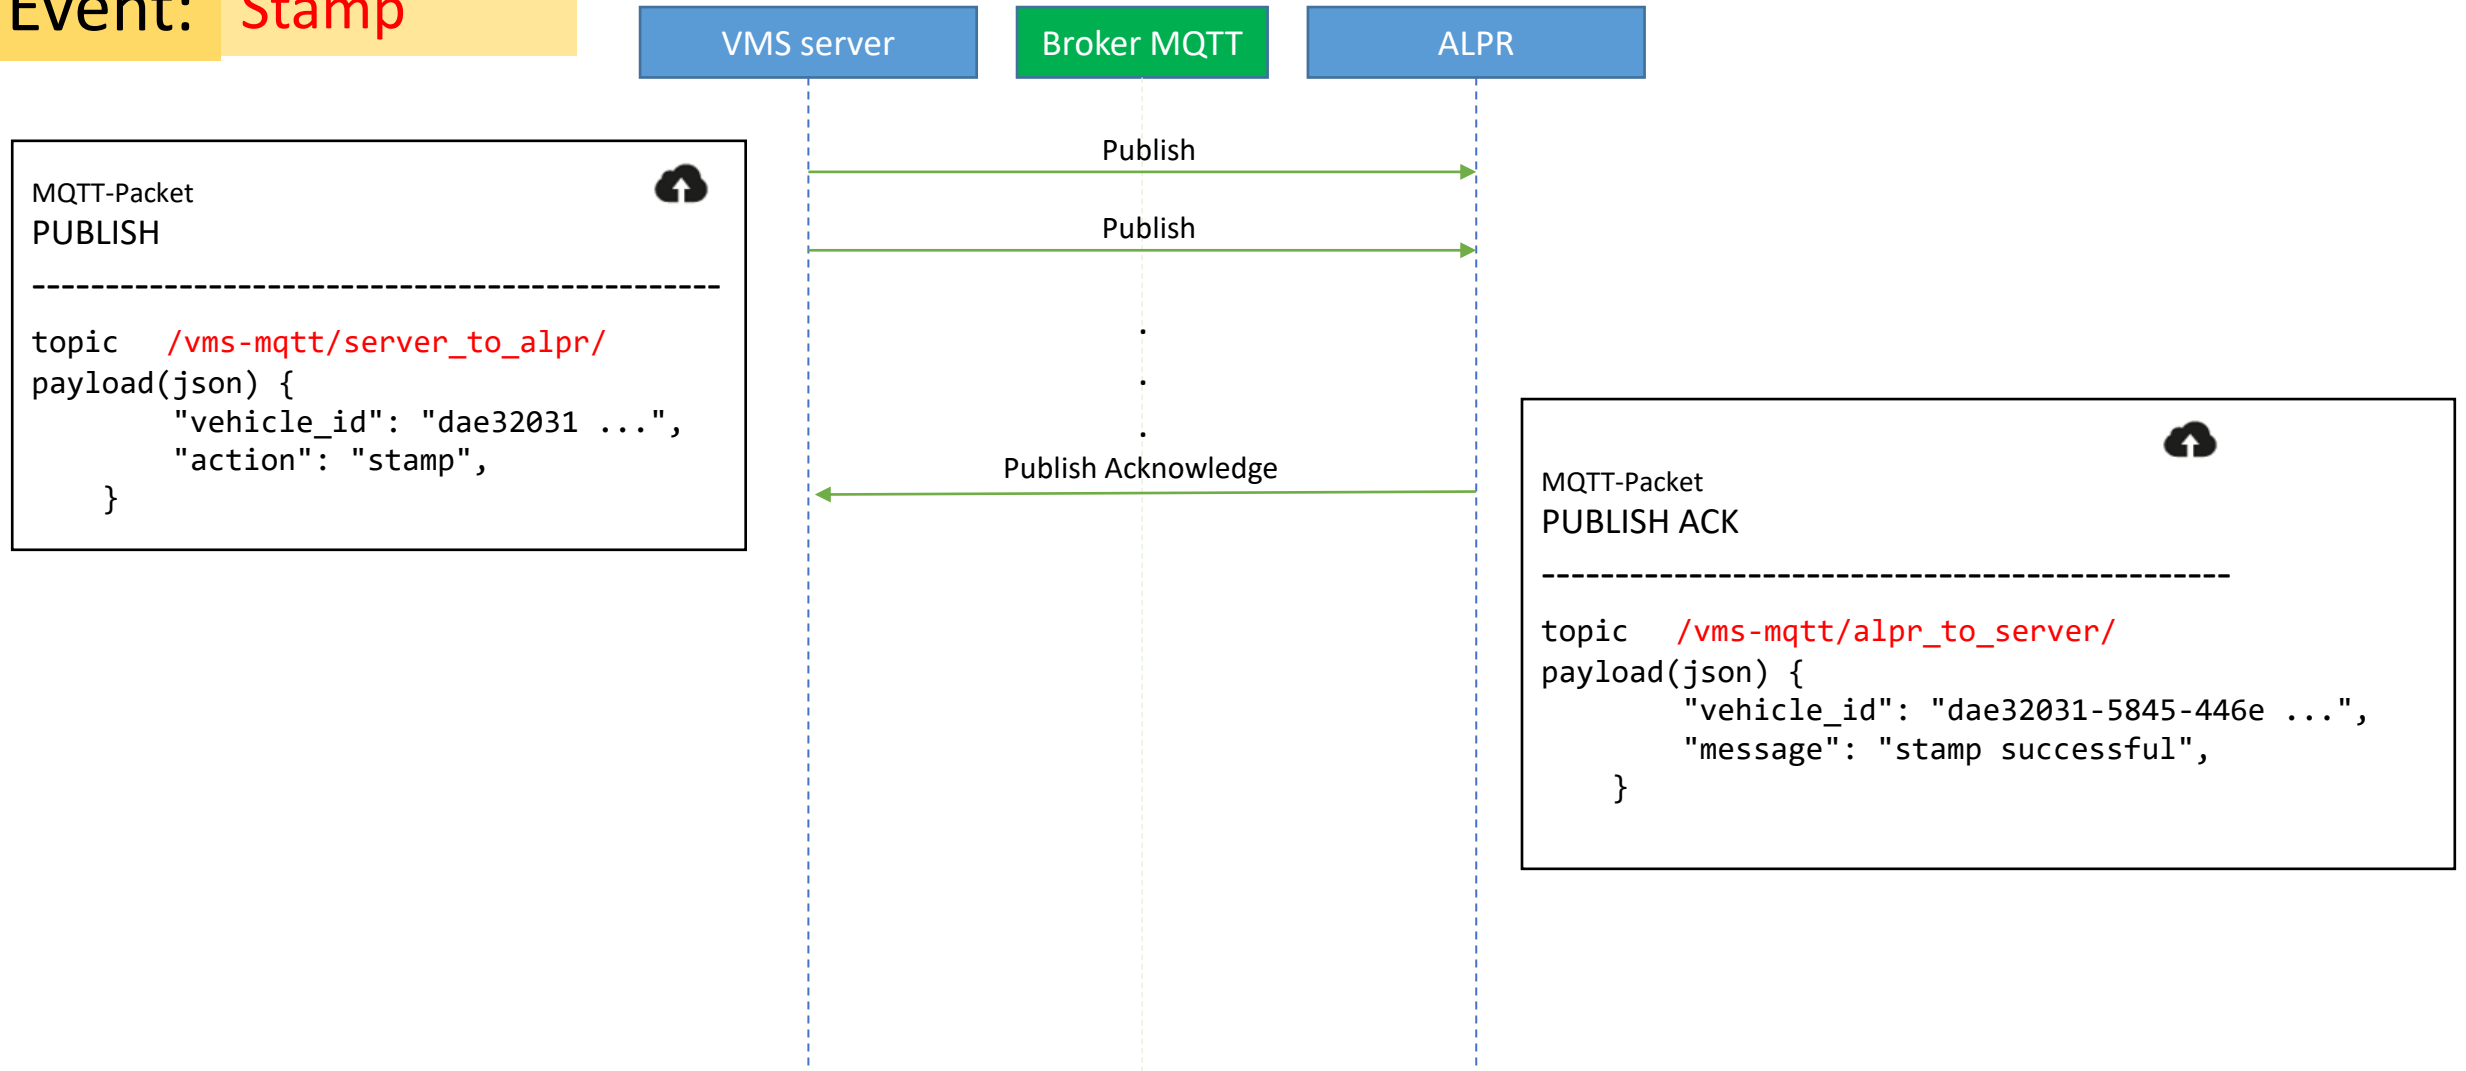 Event: Stamp
VMS server
Broker MQTT
ALPR
Publish
Publish
.
.
.
Publish Acknowledge
MQTT-Packet
PUBLISH
-----------------------------------------------
topic /vms-mqtt/server_to_alpr/
payload(json) {
"vehicle_id": "dae32031 ...",
"action": "stamp",
}
MQTT-Packet
PUBLISH ACK
-----------------------------------------------
topic /vms-mqtt/alpr_to_server/
payload(json) {
"vehicle_id": "dae32031-5845-446e ...",
"message": "stamp successful",
}